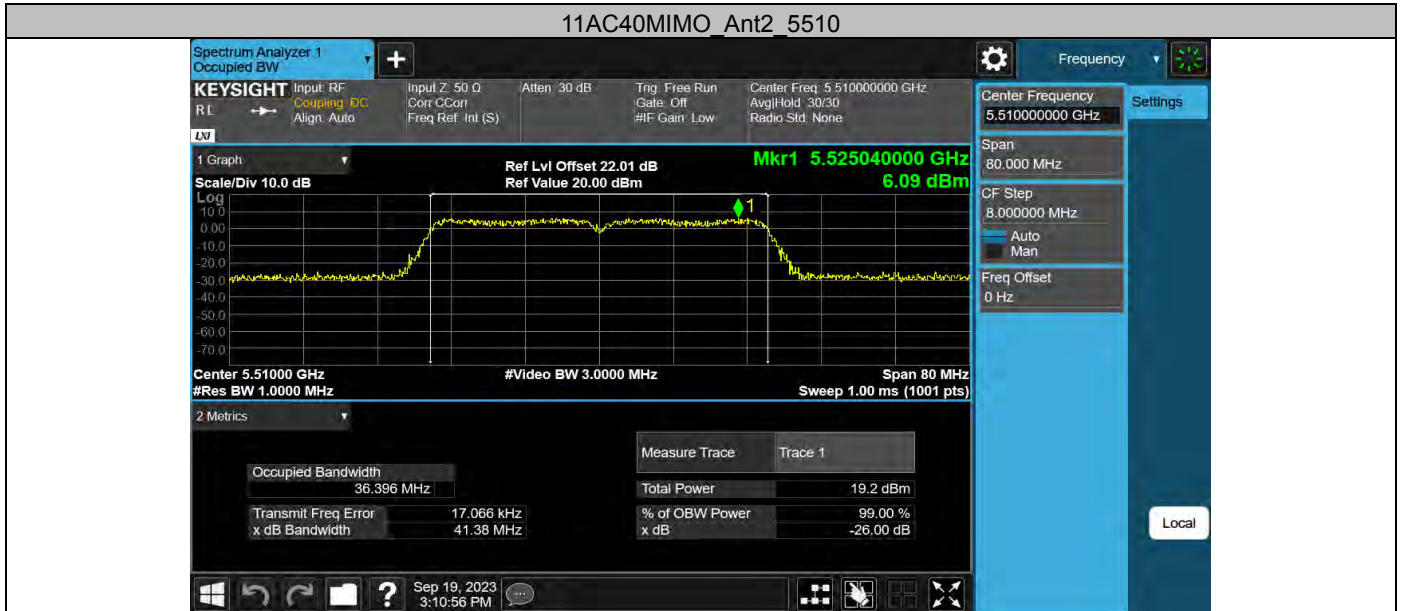 11AC40MIMO_Ant2_5510
Spectrum Analyzer 1
Occupied BW
+
Frequency
KEYSIGHT
RL
LXI
Input: RF
Coupling: DC
Align: Auto
Input Z: 50 Ω
Corr CCorr
Freq Ref: Int (S)
Atten: 30 dB
Trig: Free Run
Gate: Off
#IF Gain: Low
Center Freq: 5.510000000 GHz
Avg|Hold: 30/30
Radio Std: None
Center Frequency
5.510000000 GHz
Settings
Span
80.000 MHz
CF Step
8.000000 MHz
Auto
Man
Freq Offset
0 Hz
Local
1 Graph
Scale/Div 10.0 dB
Ref Lvl Offset 22.01 dB
Ref Value 20.00 dBm
Mkr1 5.525040000 GHz
6.09 dBm
Log
10.0
0.00
-10.0
-20.0
-30.0
-40.0
-50.0
-60.0
-70.0
1
Center 5.51000 GHz
#Res BW 1.0000 MHz
#Video BW 3.0000 MHz
Span 80 MHz
Sweep 1.00 ms (1001 pts)
2 Metrics
Measure Trace Trace 1
Occupied Bandwidth
36.396 MHz
Total Power 19.2 dBm
Transmit Freq Error 17.066 kHz
% of OBW Power 99.00 %
x dB Bandwidth 41.38 MHz
x dB -26.00 dB
?
Sep 19, 2023
3:10:56 PM